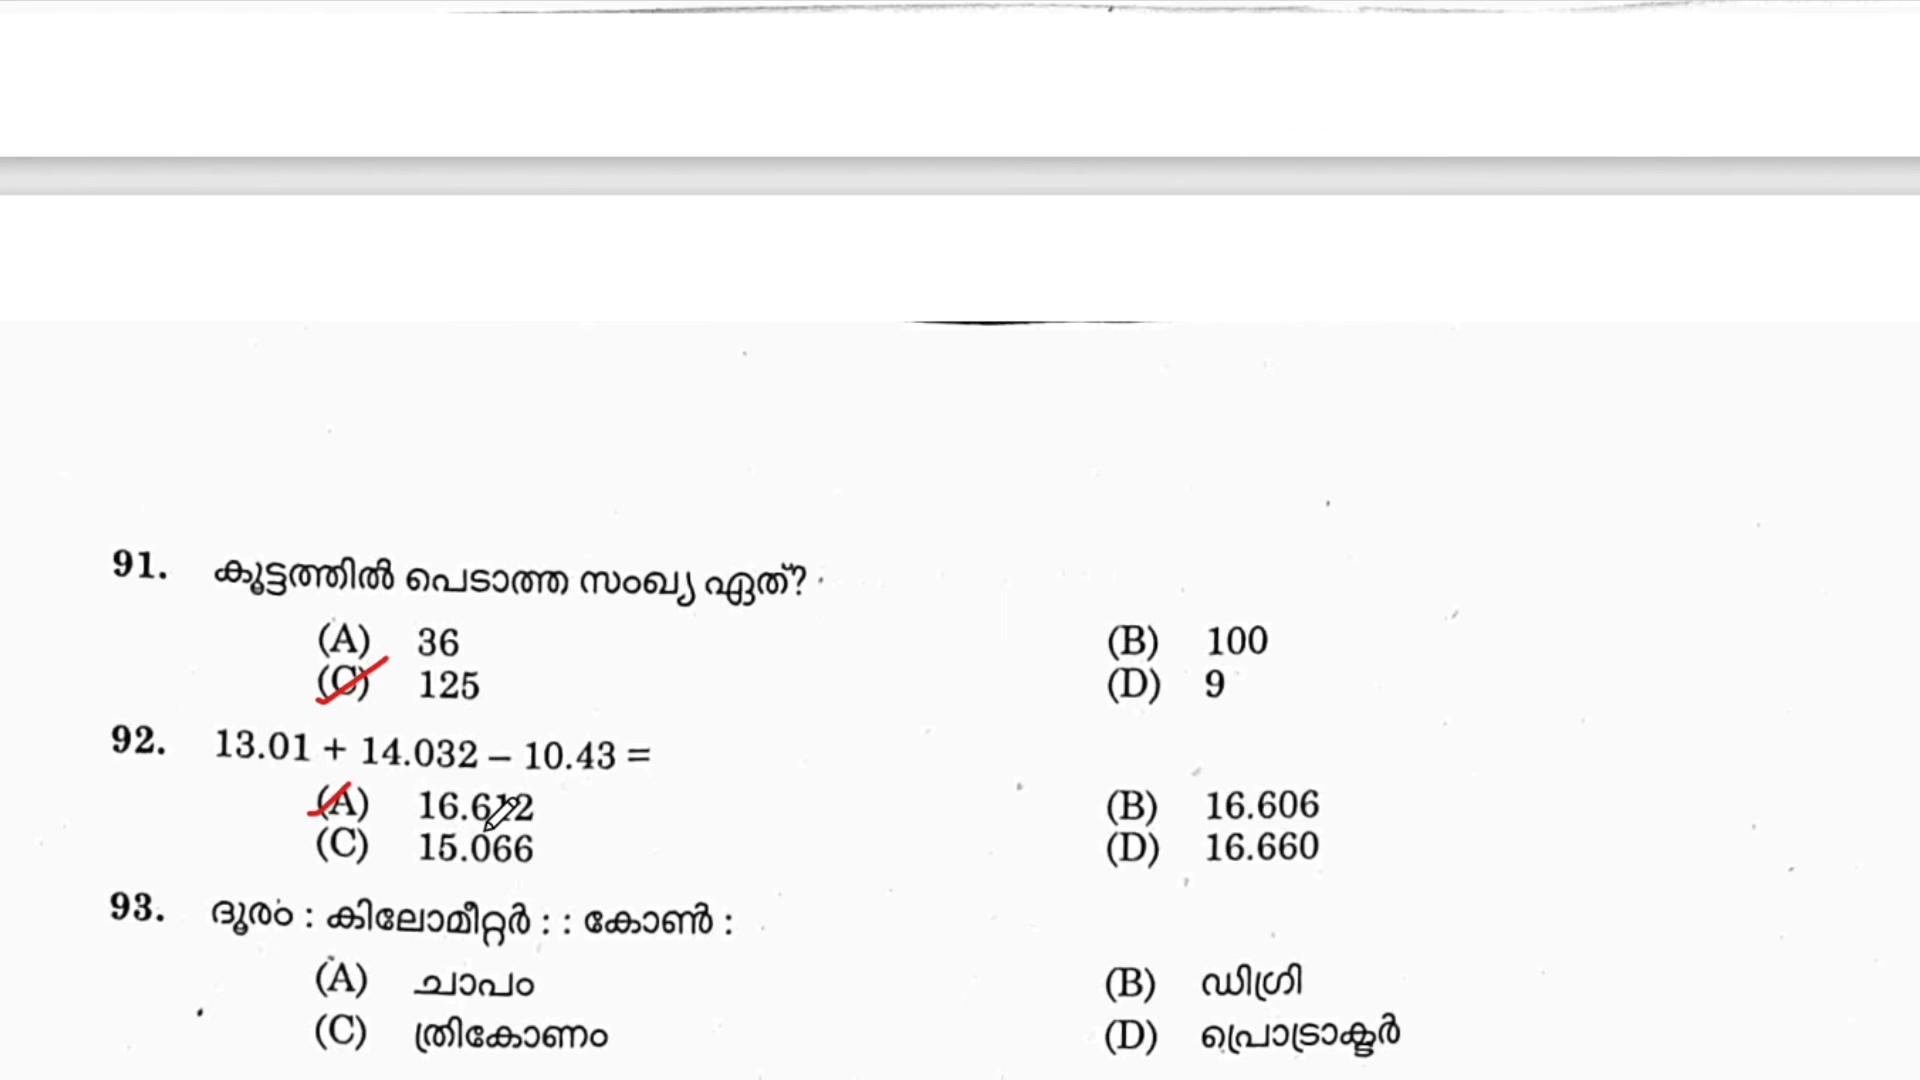 91. കൂട്ടത്തിൽ പെടാത്ത സംഖ്യ ഏത്?
(A) 36 (B) 100
(C) 125 (D) 9
92. 13.01 + 14.032 – 10.43 =
(A) 16.612 (B) 16.606
(C) 15.066 (D) 16.660
93. ദൂരം : കിലോമീറ്റർ : : കോൺ :
(A) ചാപം (B) ഡിഗ്രി
(C) ത്രികോണം (D) പ്രൊട്രാക്ടർ